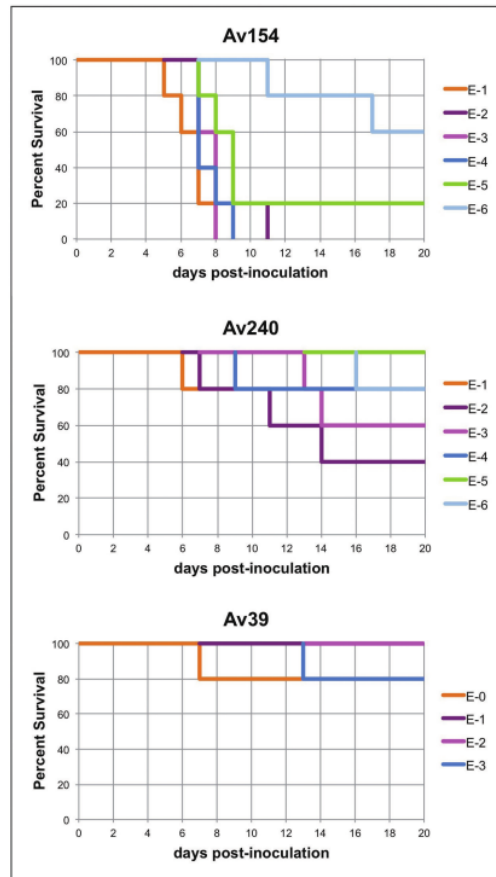 Av154
Percent Survival
100
80
60
40
20
0
0 2 4 6 8 10 12 14 16 18 20
days post-inoculation
E-1
E-2
E-3
E-4
E-5
E-6
Av240
Percent Survival
100
80
60
40
20
0
0 2 4 6 8 10 12 14 16 18 20
days post-inoculation
E-1
E-2
E-3
E-4
E-5
E-6
Av39
Percent Survival
100
80
60
40
20
0
0 2 4 6 8 10 12 14 16 18 20
days post-inoculation
E-0
E-1
E-2
E-3